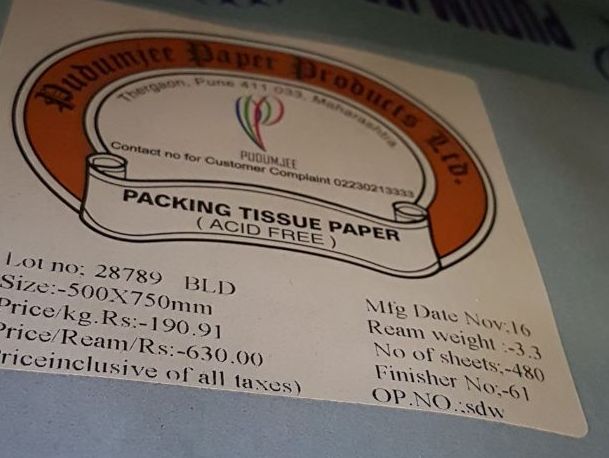 Pudumjee Paper Products Ltd.
Thergaon, Pune 411 033, Maharashtra
PUDUMJEE
Contact no for Customer Complaint 02230213333
PACKING TISSUE PAPER
( ACID FREE )
Lot no: 28789 BLD
Size:-500X750mm
Price/kg.Rs:-190.91
Price/Ream/Rs:-630.00
Priceinclusive of all taxes)
Mfg Date Nov:16
Ream weight :-3.3
No of sheets:-480
Finisher No:-61
OP.NO.:sdw